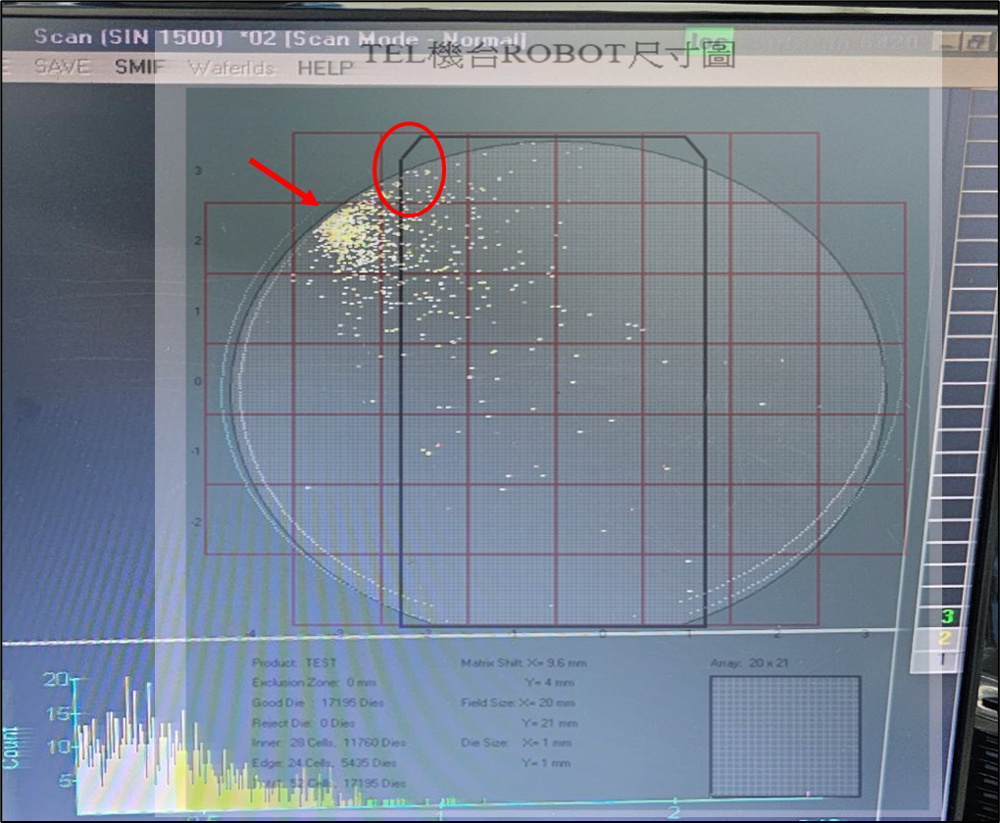 Scan (SIN 1500) *02 [Scan Mode - Normal]
TEL機台ROBOT尺寸圖
SAVE SMIF WaferIds HELP
3
2
1
0
-1
-2
-4 -3 -2 -1 0 1 2 3
3
2
1
Product: TEST
Exclusion Zone: 0 mm
Good Die : 17195 Dies
Reject Die: 0 Dies
Inner: 28 Cells, 11760 Dies
Edge: 24 Cells, 5435 Dies
Total: 52 Cells, 17195 Dies
Matrix Shift: X= 9.6 mm
Y= 4 mm
Field Size: X= 20 mm
Y= 21 mm
Die Size: X= 1 mm
Y= 1 mm
Array: 20 x 21
20
15
10
5
Count
0.5 1 2